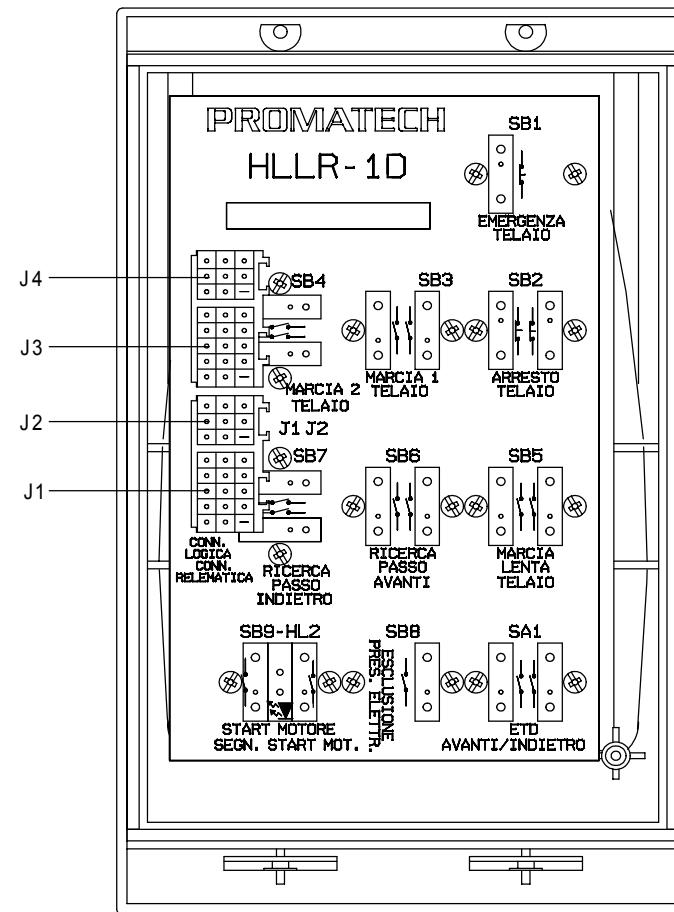 PROMATECH
HLLR-1D
SB1
EMERGENZA
TELAIO
J4
J3
J2
J1
SB4
MARCIA 2
TELAIO
SB3
MARCIA 1
TELAIO
SB2
ARRESTO
TELAIO
J1 J2
SB7
CONN.
LOGICA
CONN.
RELEMATICA
RICERCA
PASSO
INDIETRO
SB6
RICERCA
PASSO
AVANTI
SB5
MARCIA
LENTA
TELAIO
SB9-HL2
START MOTORE
SEGN. START MOT.
SB8
ESCLUSIONE
PRES. ELETTR.
SA1
ETD
AVANTI/INDIETRO